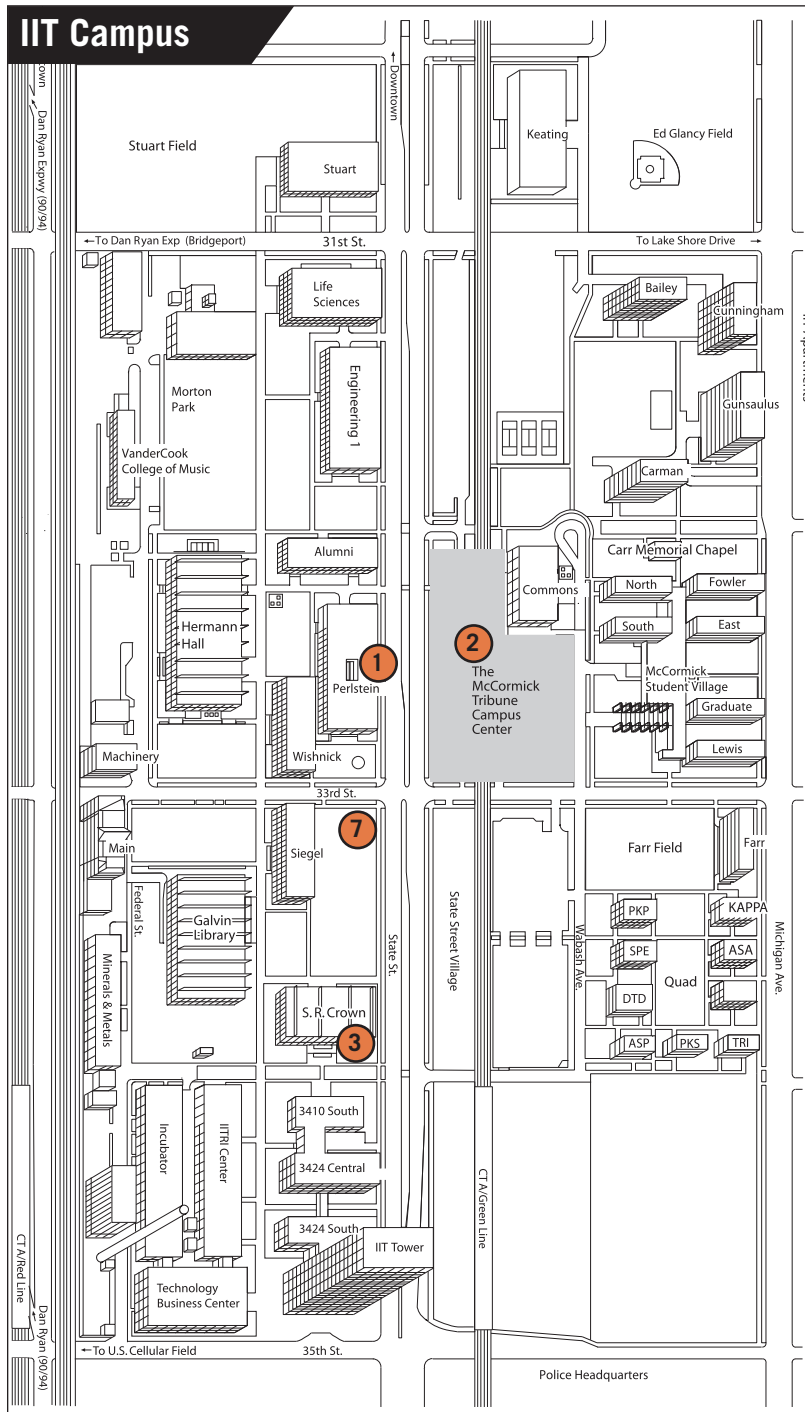 IIT Campus
Downtown
Dan Ryan Expwy (90/94)
Stuart Field
Stuart
Keating
Ed Glancy Field
←To Dan Ryan Exp (Bridgeport)
31st St.
To Lake Shore Drive
Life
Sciences
Bailey
Cunningham
Engineering 1
Morton
Park
Gunsaulus
VanderCook
College of Music
Carman
Alumni
Carr Memorial Chapel
Commons
North
Fowler
Hermann
Hall
South
East
1
Perlstein
2
The
McCormick
Tribune
Campus
Center
McCormick
Student Village
Graduate
Machinery
Wishnick
Lewis
33rd St.
7
Main
Siegel
Farr Field
Farr
Federal St.
Galvin
Library
State St.
State Street Village
Wabash Ave.
PKP
KAPPA
Michigan Ave.
Minerals & Metals
SPE
Quad
ASA
DTD
S. R. Crown
3
ASP
PKS
TRI
3410 South
Incubator
IITRI Center
3424 Central
3424 South
IIT Tower
CT A/Green Line
CT A/Red Line
Technology
Business Center
Dan Ryan (90/94)
←To U.S. Cellular Field
35th St.
Police Headquarters